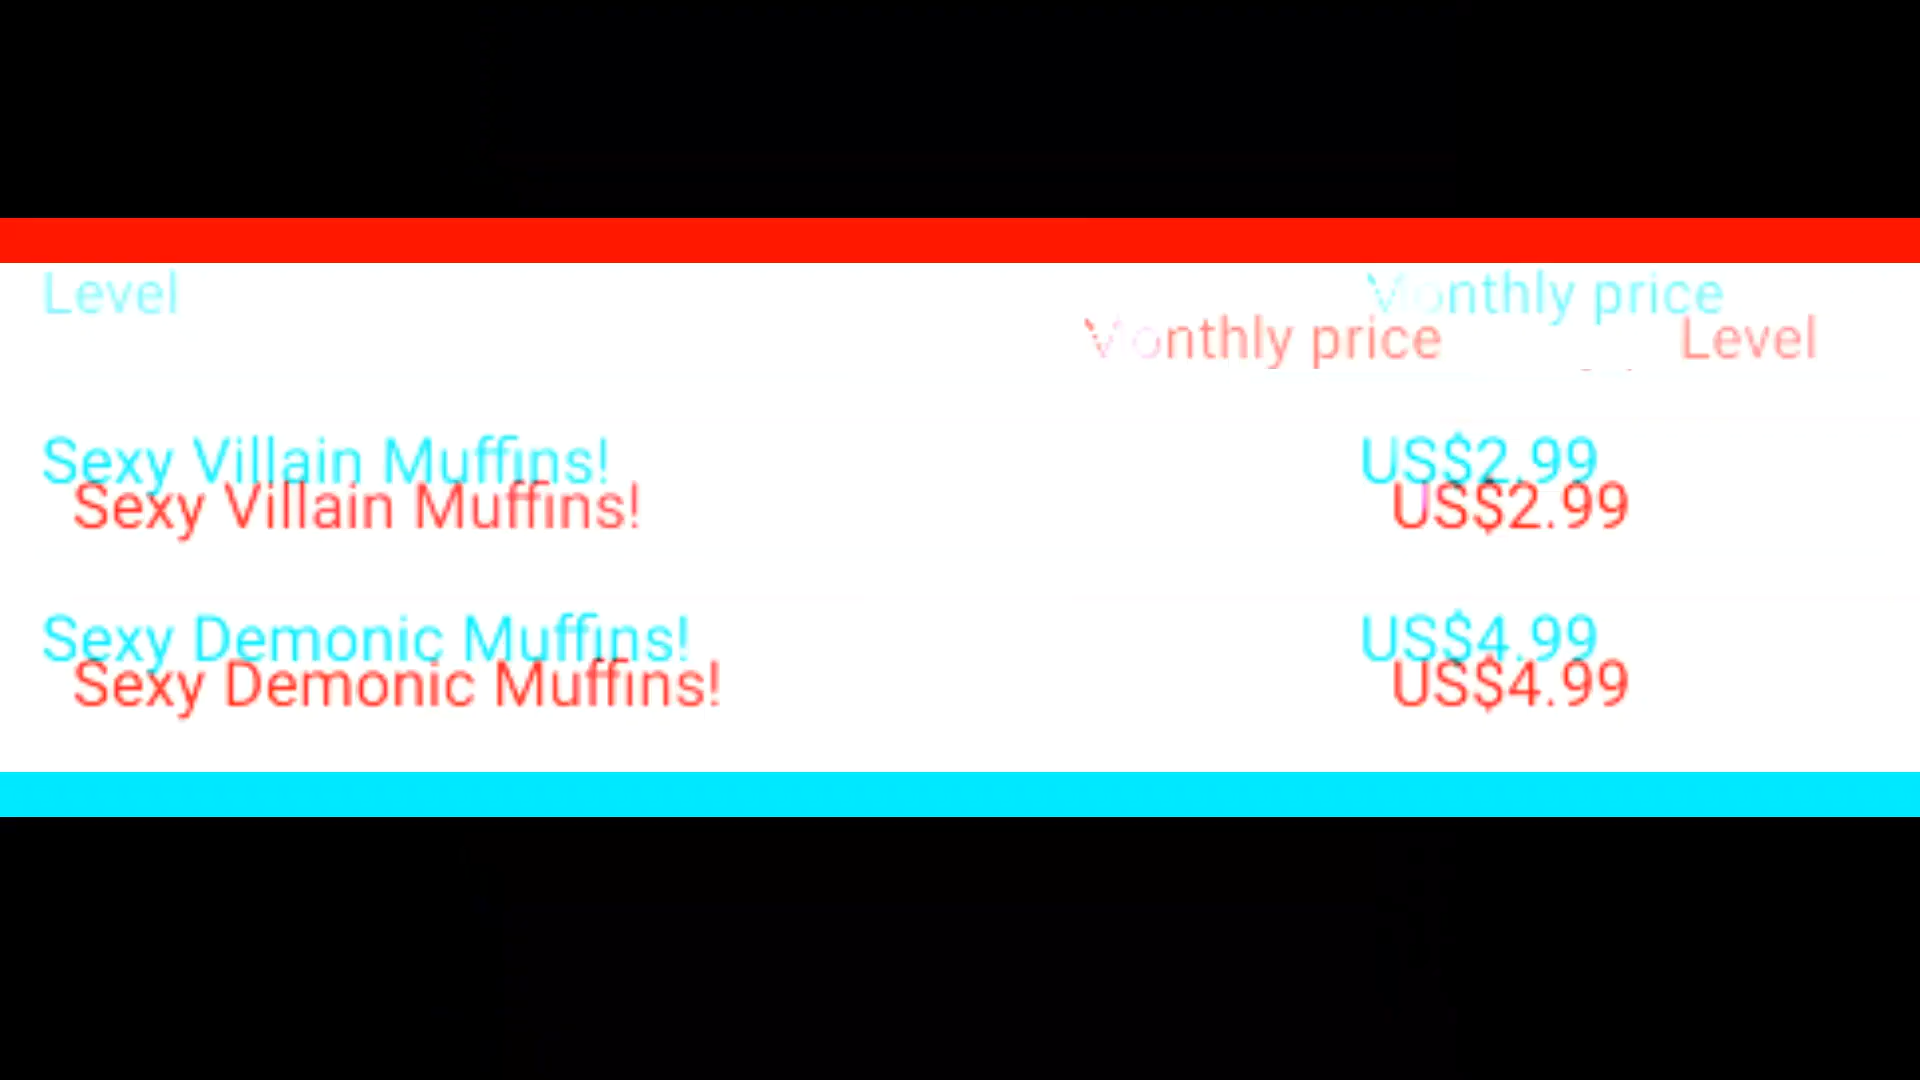 Level Monthly price
Monthly price Level
Sexy Villain Muffins! US$2.99
Sexy Villain Muffins! US$2.99
Sexy Demonic Muffins! US$4.99
Sexy Demonic Muffins! US$4.99